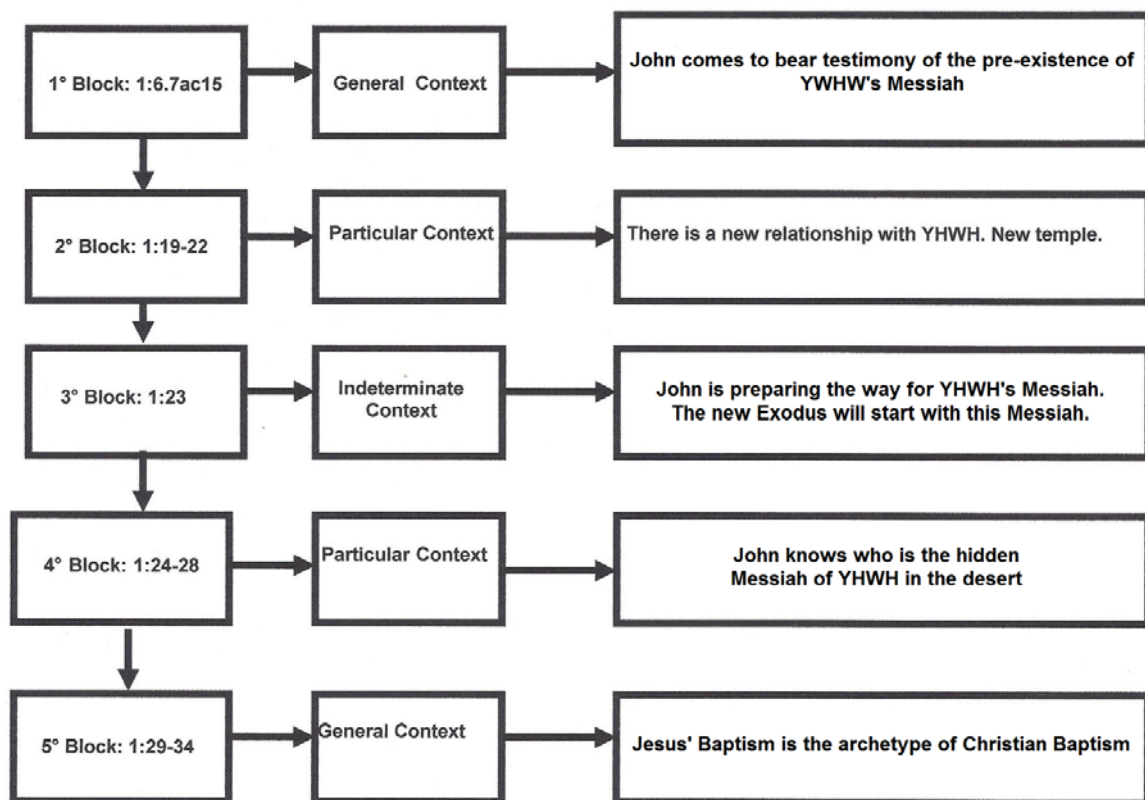 1° Block: 1:6.7ac15
General Context
John comes to bear testimony of the pre-existence of
YWHW's Messiah
2° Block: 1:19-22
Particular Context
There is a new relationship with YHWH. New temple.
3° Block: 1:23
Indeterminate
Context
John is preparing the way for YHWH's Messiah.
The new Exodus will start with this Messiah.
4° Block: 1:24-28
Particular Context
John knows who is the hidden
Messiah of YHWH in the desert
5° Block: 1:29-34
General Context
Jesus' Baptism is the archetype of Christian Baptism